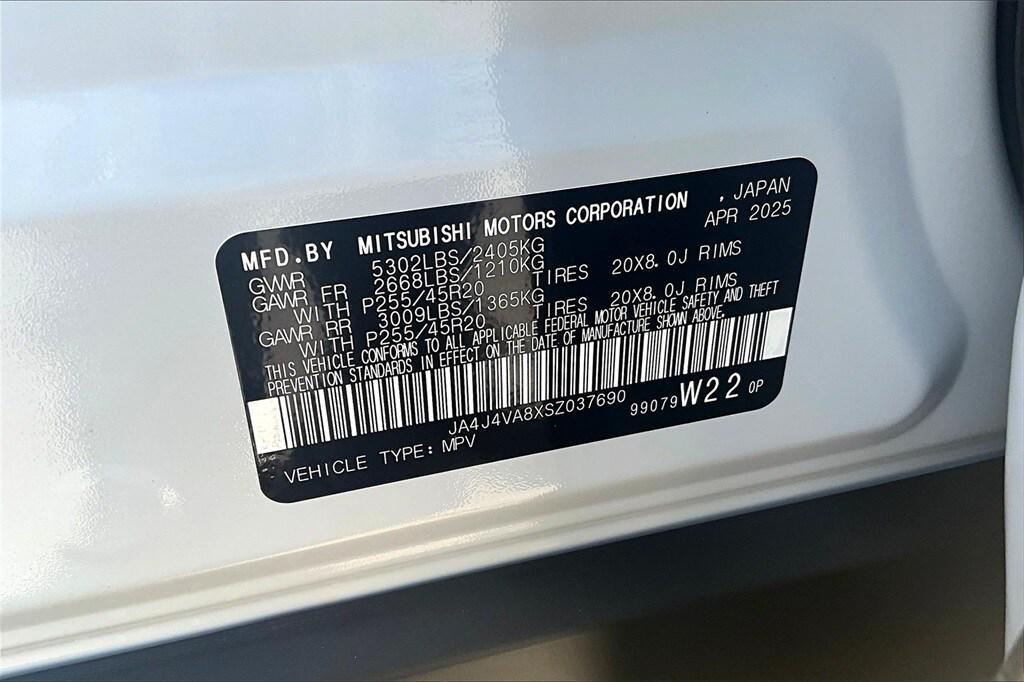 MFD.BY MITSUBISHI MOTORS CORPORATION , JAPAN
APR 2025
GVWR 5302LBS/2405KG
GAWR FR 2668LBS/1210KG
WITH P255/45R20 TIRES 20X8.0J RIMS
GAWR RR 3009LBS/1365KG
WITH P255/45R20 TIRES 20X8.0J RIMS
THIS VEHICLE CONFORMS TO ALL APPLICABLE FEDERAL MOTOR VEHICLE SAFETY AND THEFT
PREVENTION STANDARDS IN EFFECT ON THE DATE OF MANUFACTURE SHOWN ABOVE.
JA4J4VA8XSZ037690
99079 W22 0P
VEHICLE TYPE: MPV